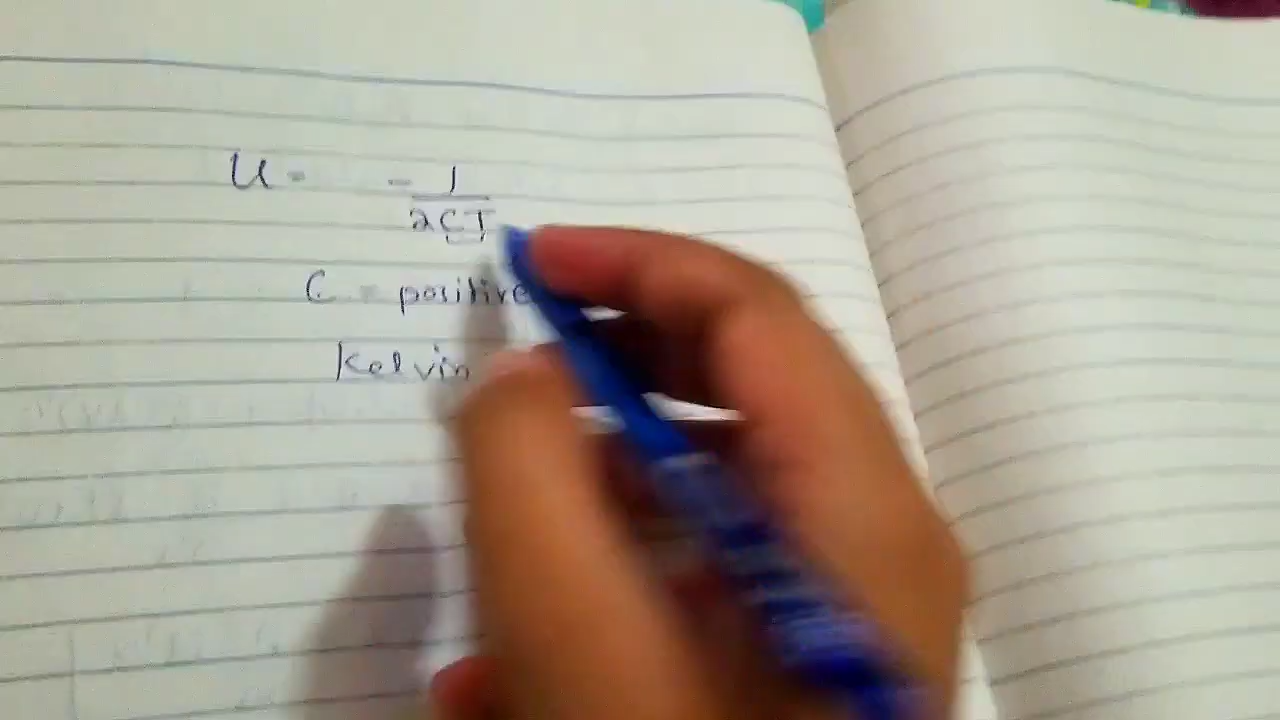 U = - 1
2CT
C = positive
Kelvin